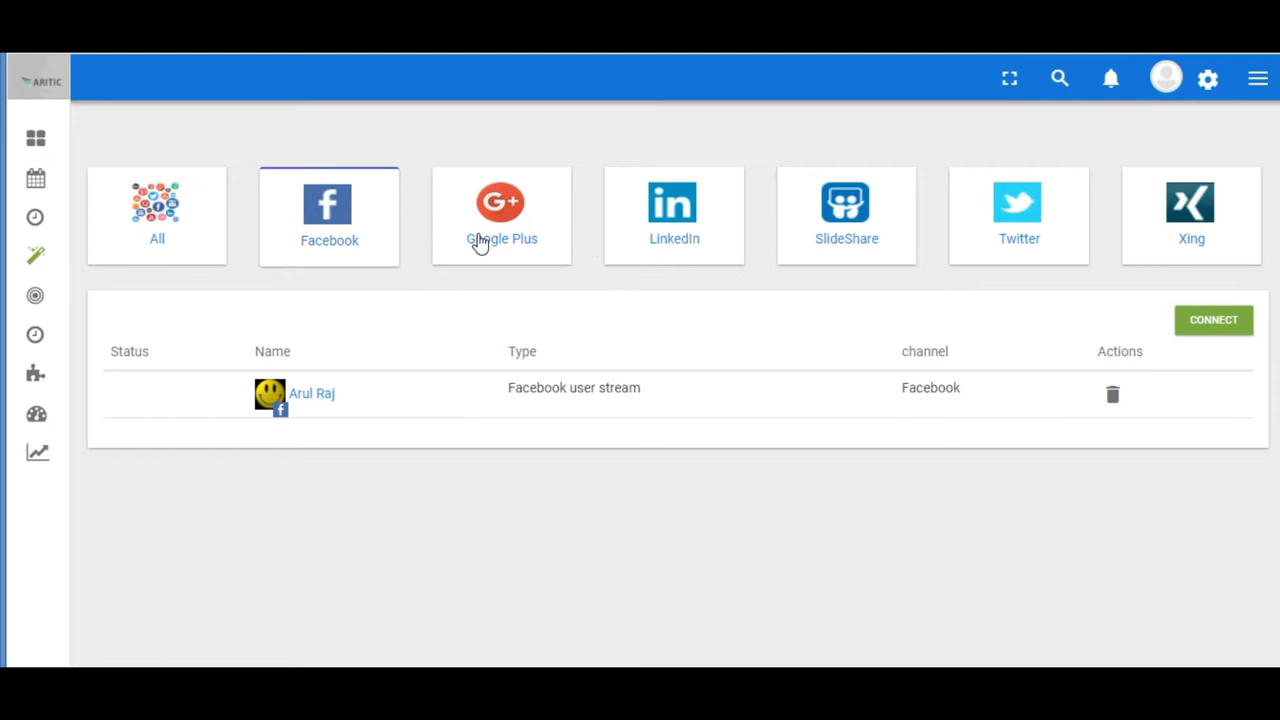 ARITIC
All
Facebook
G+
Google Plus
in
LinkedIn
SlideShare
Twitter
Xing
CONNECT
Status Name Type channel Actions
Arul Raj Facebook user stream Facebook